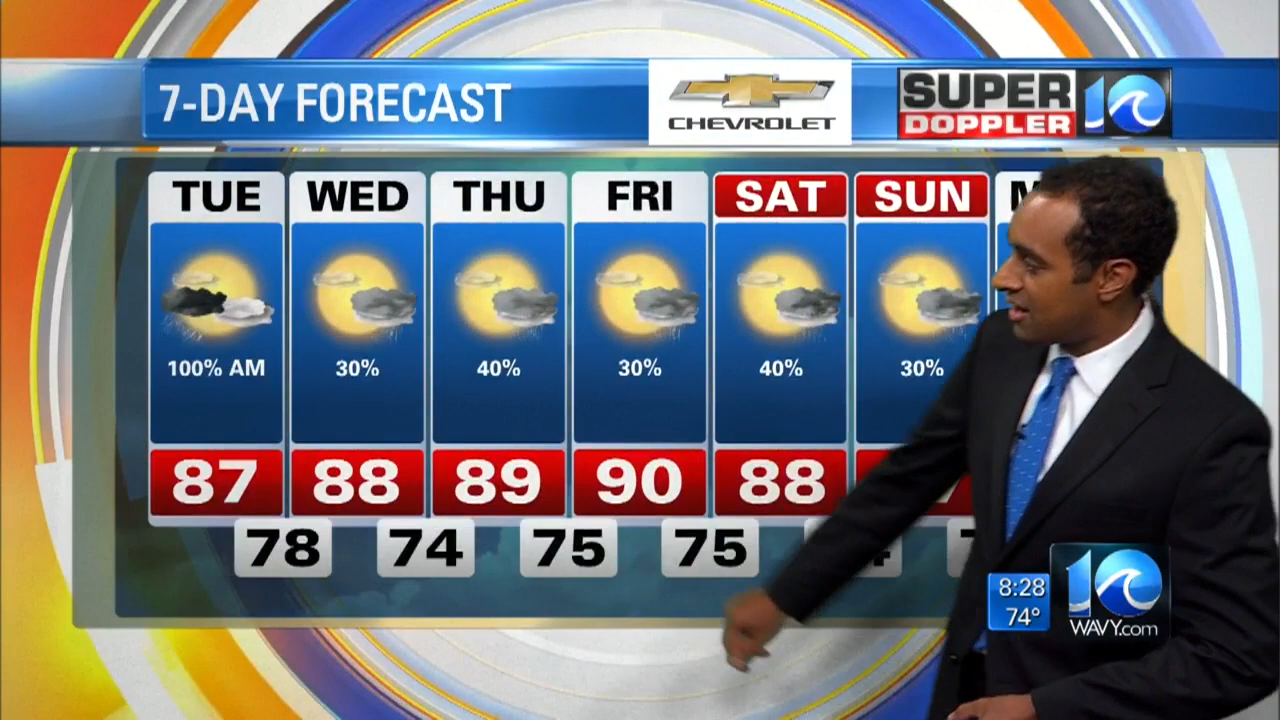 7-DAY FORECAST
CHEVROLET
SUPER DOPPLER 10
TUE WED THU FRI SAT SUN
100% AM 30% 40% 30% 40% 30%
87 88 89 90 88
78 74 75 75
8:28
74°
10
WAVY.com